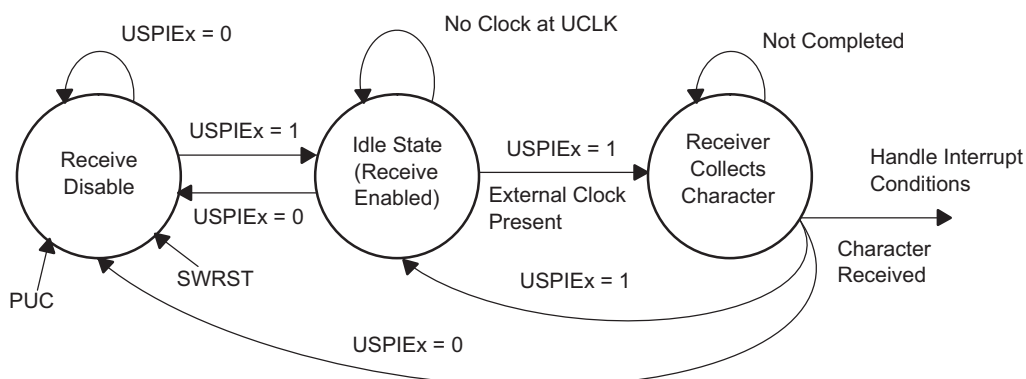 USPIEx = 0
No Clock at UCLK
Not Completed
USPIEx = 1
Receive
Disable
USPIEx = 0
Idle State
(Receive
Enabled)
USPIEx = 1
External Clock
Present
Receiver
Collects
Character
Handle Interrupt
Conditions
Character
Received
PUC
SWRST
USPIEx = 1
USPIEx = 0